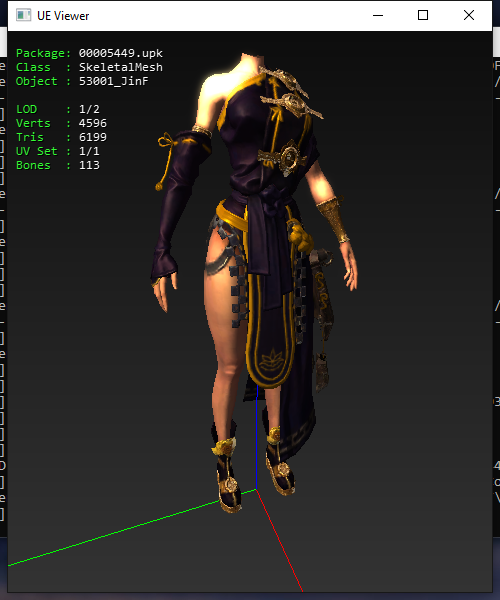 UE Viewer
Package: 00005449.upk
Class  : SkeletalMesh
Object : 53001_JinF
LOD    : 1/2
Verts  : 4596
Tris   : 6199
UV Set : 1/1
Bones  : 113